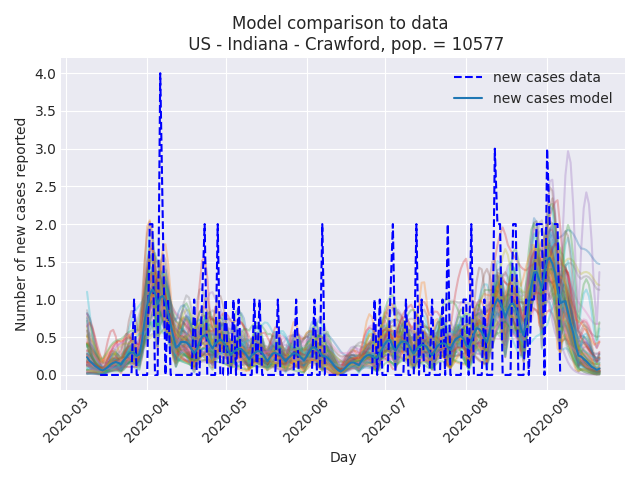 Model comparison to data
US - Indiana - Crawford, pop. = 10577
new cases data
new cases model
Number of new cases reported
4.0
3.5
3.0
2.5
2.0
1.5
1.0
0.5
0.0
2020-03
2020-04
2020-05
2020-06
2020-07
2020-08
2020-09
Day